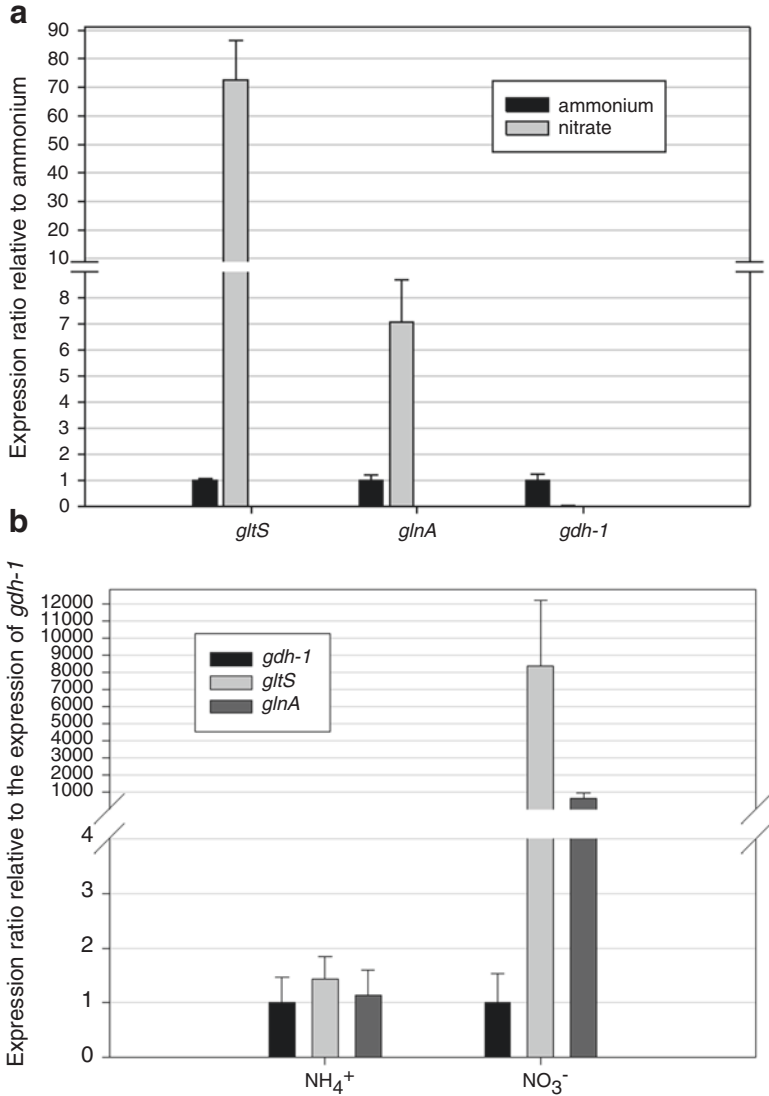 a
Expression ratio relative to ammonium
90
80
70
60
50
40
30
20
10
8
7
6
5
4
3
2
1
0
ammonium
nitrate
gltS
glnA
gdh-1
b
Expression ratio relative to the expression of gdh-1
12000
11000
10000
9000
8000
7000
6000
5000
4000
3000
2000
1000
4
3
2
1
0
gdh-1
gltS
glnA
NH4+
NO3-